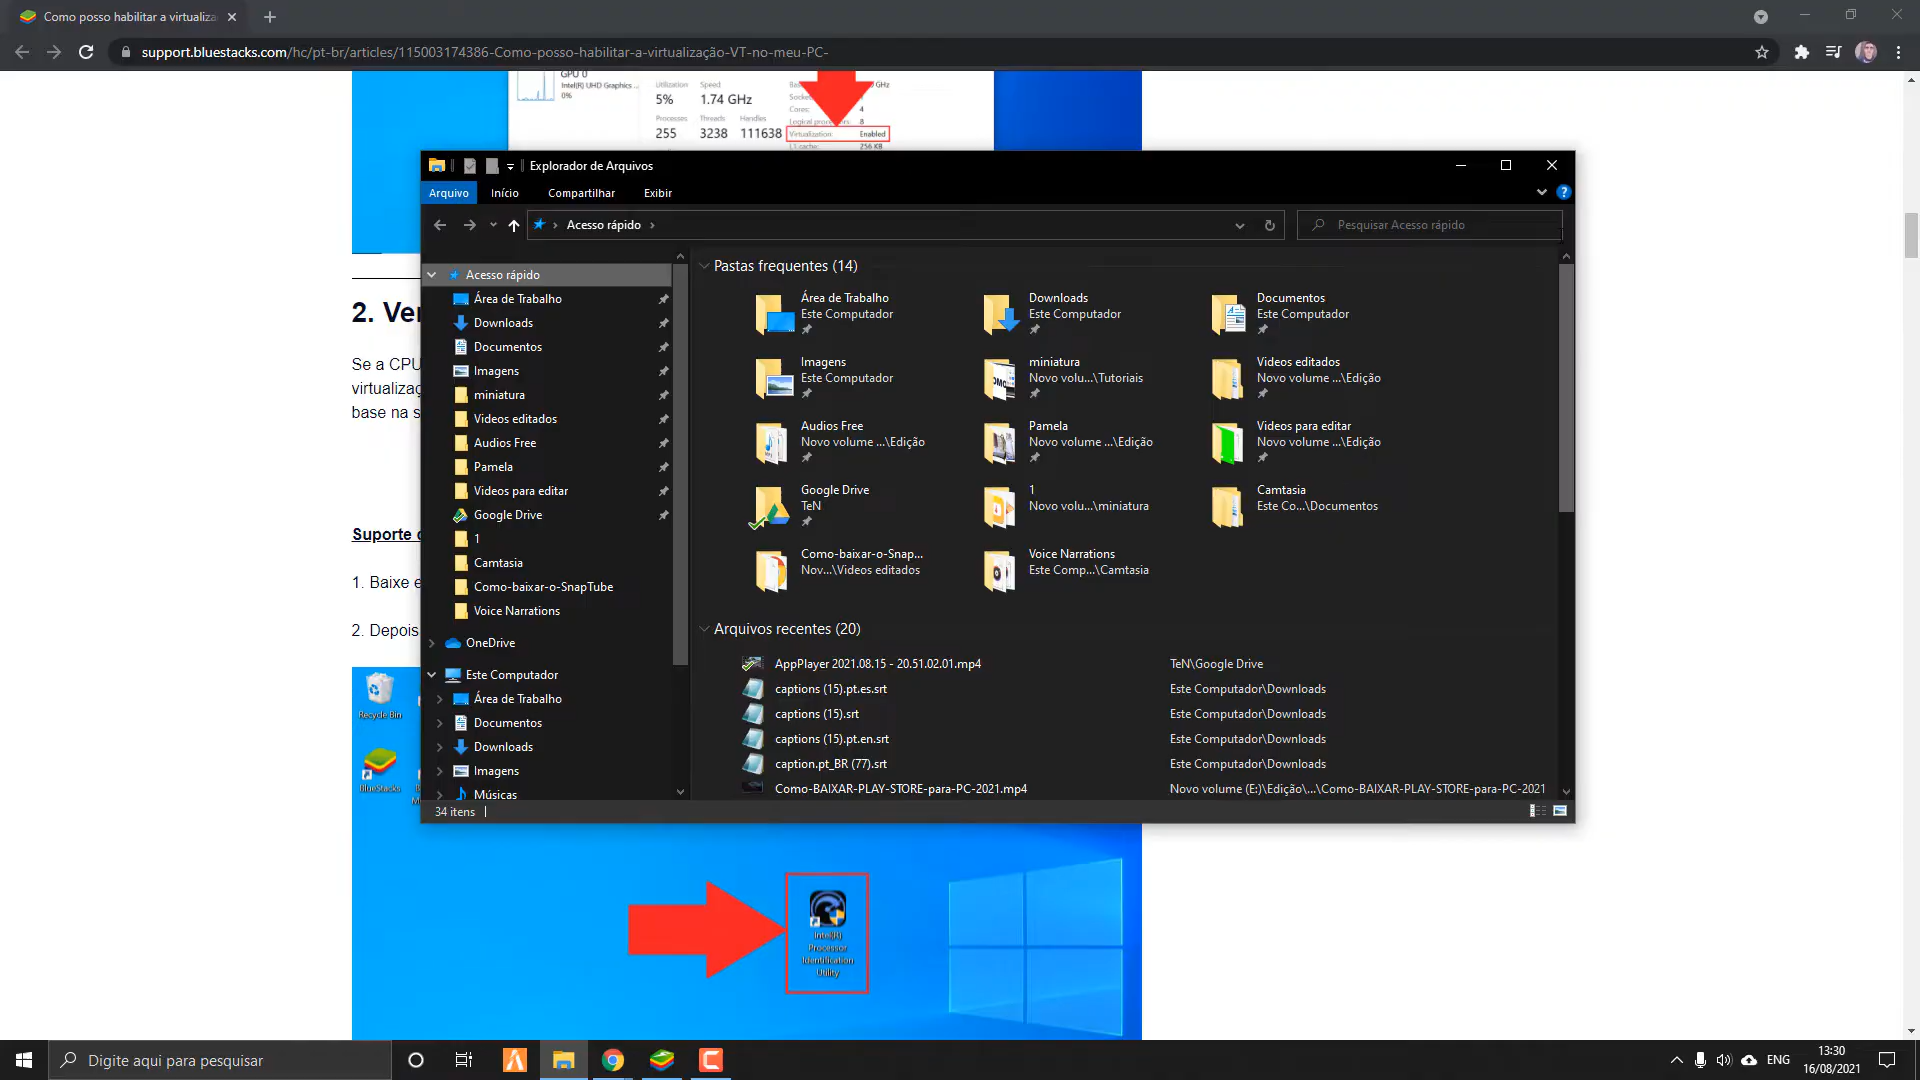 Como posso habilitar a virtualiza
support.bluestacks.com/hc/pt-br/articles/115003174386-Como-posso-habilitar-a-virtualização-VT-no-meu-PC-
GPU 0
Intel(R) UHD Graphics ...
0%
Utilization Speed
5% 1.74 GHz
Processes Threads Handles
255 3238 111638
GHz
Cores: 4
Logical processors: 8
Virtualization: Enabled
L1 cache: 256 KB
Explorador de Arquivos
Arquivo Início Compartilhar Exibir
Acesso rápido
Pesquisar Acesso rápido
Acesso rápido
Área de Trabalho
Downloads
Documentos
Imagens
miniatura
Videos editados
Audios Free
Pamela
Videos para editar
Google Drive
1
Camtasia
Como-baixar-o-SnapTube
Voice Narrations
OneDrive
Este Computador
Área de Trabalho
Documentos
Downloads
Imagens
Músicas
Pastas frequentes (14)
Área de Trabalho
Este Computador
Downloads
Este Computador
Documentos
Este Computador
Imagens
Este Computador
miniatura
Novo volu...\Tutoriais
Videos editados
Novo volume ...\Edição
Audios Free
Novo volume ...\Edição
Pamela
Novo volume ...\Edição
Videos para editar
Novo volume ...\Edição
Google Drive
TeN
1
Novo volu...\miniatura
Camtasia
Este Co...\Documentos
Como-baixar-o-Snap...
Nov...\Videos editados
Voice Narrations
Este Comp...\Camtasia
Arquivos recentes (20)
AppPlayer 2021.08.15 - 20.51.02.01.mp4 TeN\Google Drive
captions (15).pt.es.srt Este Computador\Downloads
captions (15).srt Este Computador\Downloads
captions (15).pt.en.srt Este Computador\Downloads
caption.pt_BR (77).srt Este Computador\Downloads
Como-BAIXAR-PLAY-STORE-para-PC-2021.mp4 Novo volume (E:)\Edição\...\Como-BAIXAR-PLAY-STORE-para-PC-2021
34 itens
2. Ver
Se a CPU
virtualizaç
base na s
Suporte
1. Baixe e
2. Depois
Recycle Bin
BlueStacks
Intel(R)
Processor
Identification
Utility
Digite aqui para pesquisar
ENG
13:30
16/08/2021